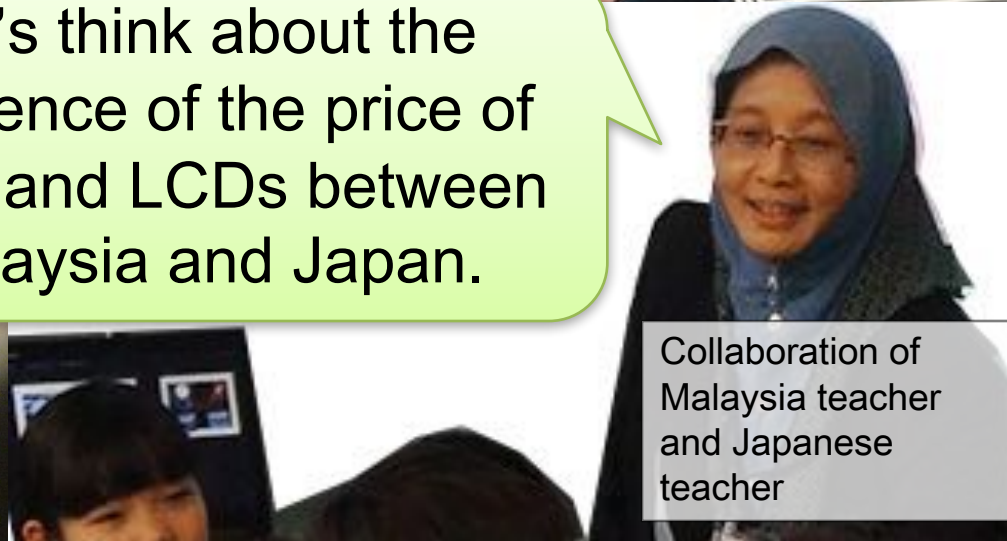 's think about the
ence of the price of
and LCDs between
aysia and Japan.
Collaboration of
Malaysia teacher
and Japanese
teacher